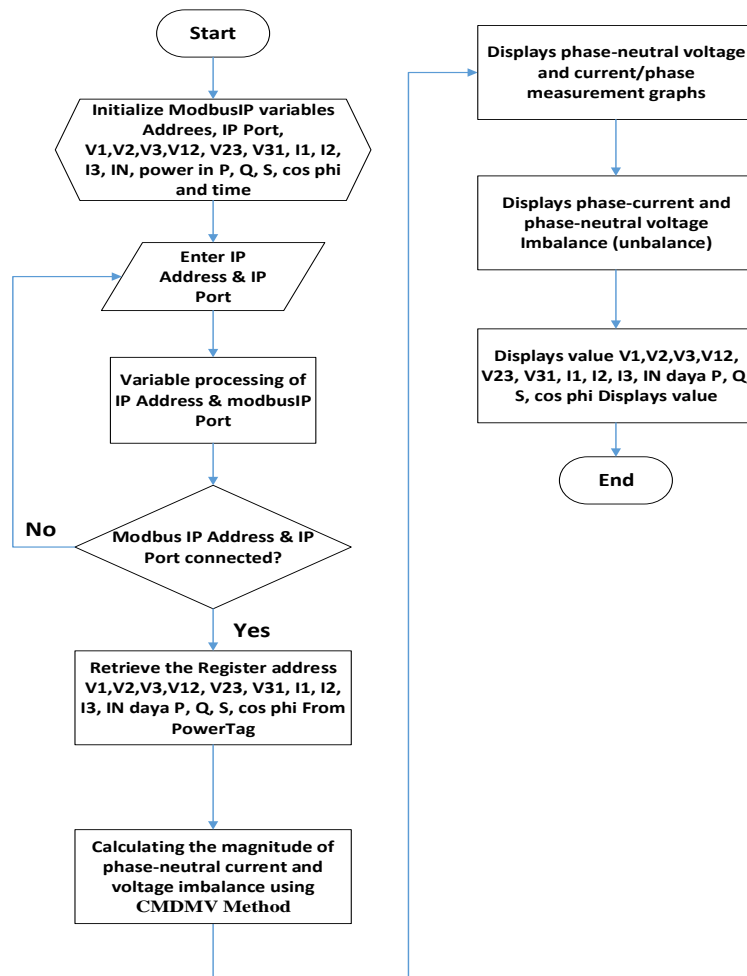 Start
Initialize ModbusIP variables
Addrees, IP Port,
V1,V2,V3,V12, V23, V31, I1, I2,
I3, IN, power in P, Q, S, cos phi
and time
Enter IP
Address & IP
Port
Variable processing of
IP Address & modbusIP
Port
No
Modbus IP Address & IP
Port connected?
Yes
Retrieve the Register address
V1,V2,V3,V12, V23, V31, I1, I2,
I3, IN daya P, Q, S, cos phi From
PowerTag
Calculating the magnitude of
phase-neutral current and
voltage imbalance using
CMDMV Method
Displays phase-neutral voltage
and current/phase
measurement graphs
Displays phase-current and
phase-neutral voltage
Imbalance (unbalance)
Displays value V1,V2,V3,V12,
V23, V31, I1, I2, I3, IN daya P, Q,
S, cos phi Displays value
End